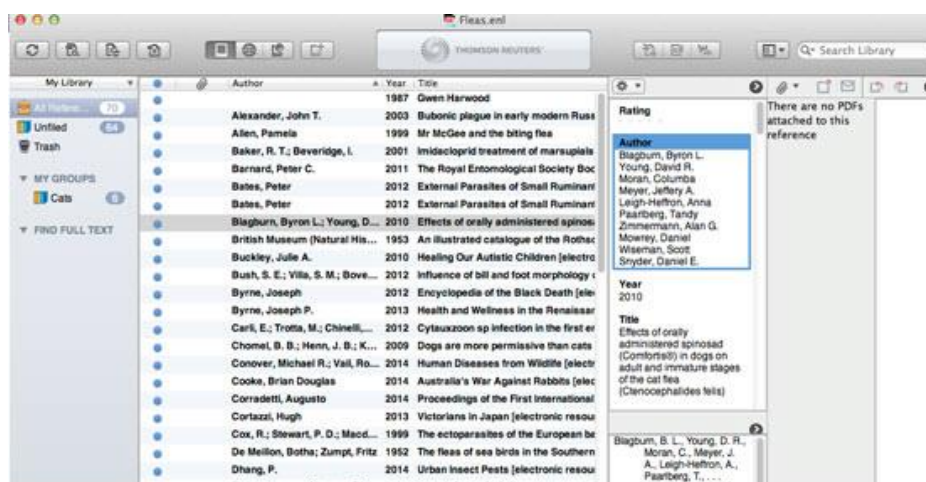 Fleas.enl
THOMSON REUTERS
Search Library
My Library
Author Year Title
All Refere... 70
Unfiled 64
Trash
MY GROUPS
Cats 6
FIND FULL TEXT
1987 Gwen Harwood
Alexander, John T. 2003 Bubonic plague in early modern Russ
Allen, Pamela 1999 Mr McGee and the biting flea
Baker, R. T.; Beveridge, I. 2001 Imidacloprid treatment of marsupials
Barnard, Peter C. 2011 The Royal Entomological Society Boo
Bates, Peter 2012 External Parasites of Small Ruminant
Bates, Peter 2012 External Parasites of Small Ruminant
Blagburn, Byron L.; Young, D... 2010 Effects of orally administered spinosa
British Museum (Natural His... 1953 An illustrated catalogue of the Rothsc
Buckley, Julie A. 2010 Healing Our Autistic Children [electro
Bush, S. E.; Villa, S. M.; Bove... 2012 Influence of bill and foot morphology o
Byrne, Joseph 2012 Encyclopedia of the Black Death [elec
Byrne, Joseph P. 2013 Health and Wellness in the Renaissan
Carli, E.; Trotta, M.; Chinelli,... 2012 Cytauxzoon sp infection in the first en
Chomel, B. B.; Henn, J. B.; K... 2009 Dogs are more permissive than cats
Conover, Michael R.; Vail, Ro... 2014 Human Diseases from Wildlife [electr
Cooke, Brian Douglas 2014 Australia's War Against Rabbits [elec
Corradetti, Augusto 2014 Proceedings of the First International
Cortazzi, Hugh 2013 Victorians in Japan [electronic resou
Cox, R.; Stewart, P. D.; Macd... 1999 The ectoparasites of the European ba
De Meillon, Botha; Zumpt, Fritz 1952 The fleas of sea birds in the Southern
Dhang, P. 2014 Urban Insect Pests [electronic resou
Rating
Author
Blagburn, Byron L.
Young, David R.
Moran, Columba
Meyer, Jeffery A.
Leigh-Heffron, Anna
Paarlberg, Tandy
Zimmermann, Alan G.
Mowrey, Daniel
Wiseman, Scott
Snyder, Daniel E.
Year
2010
Title
Effects of orally
administered spinosad
(Comfortis®) in dogs on
adult and immature stages
of the cat flea
(Ctenocephalides felis)
Blagburn, B. L., Young, D. R.,
Moran, C., Meyer, J.
A., Leigh-Heffron, A.,
Paarlberg, T., . . .
There are no PDFs
attached to this
reference